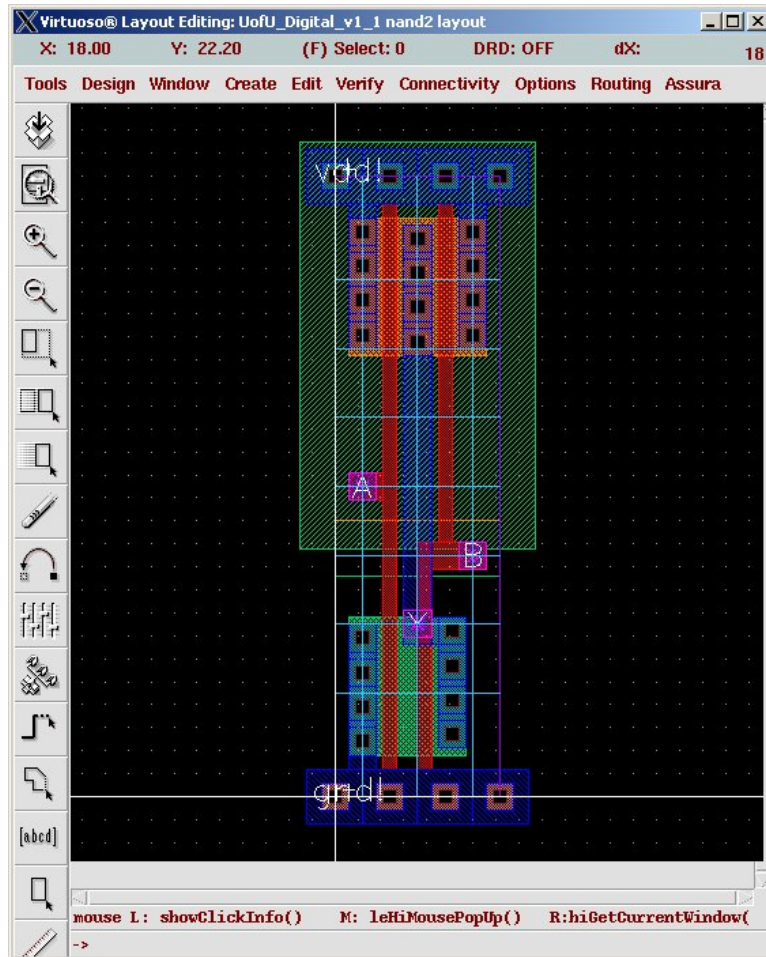 Virtuoso® Layout Editing: UofU_Digital_v1_1 nand2 layout
X: 18.00 Y: 22.20 (F) Select: 0 DRD: OFF dX: 18
Tools Design Window Create Edit Verify Connectivity Options Routing Assura
vdd!
A
B
Y
gnd!
[abcd]
mouse L: showClickInfo() M: leHiMousePopUp() R:hiGetCurrentWindow(
->